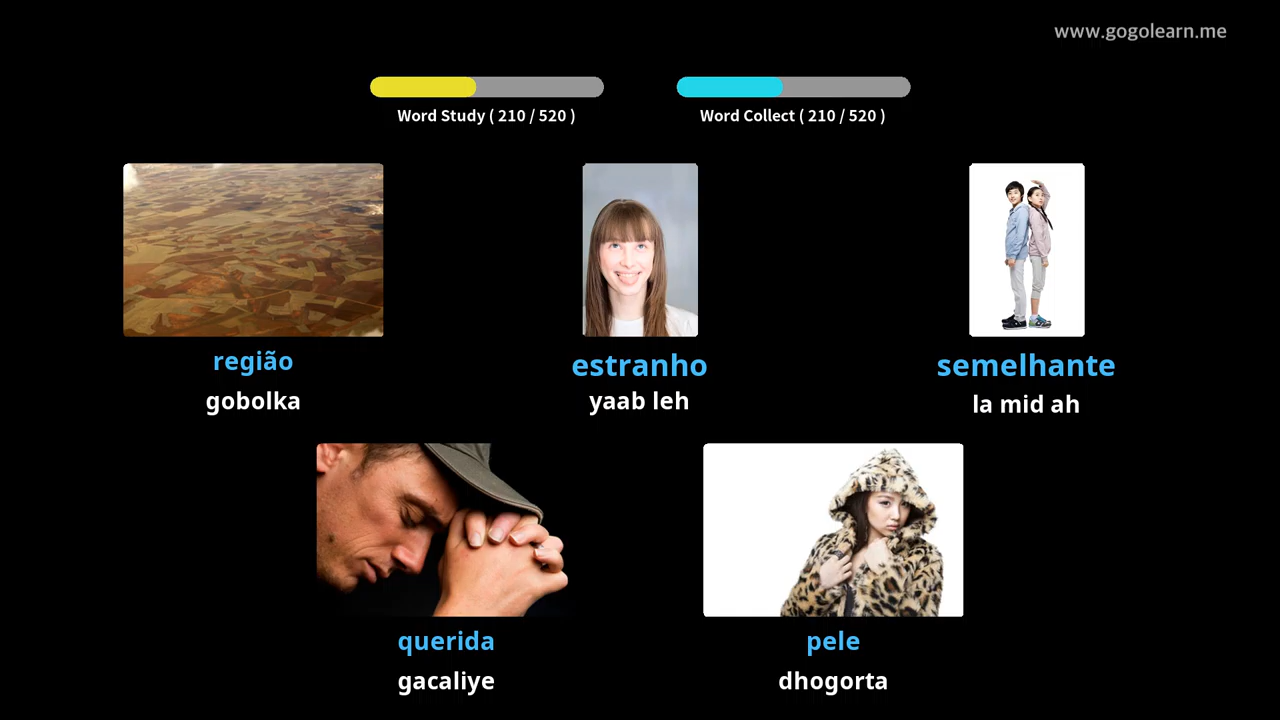 www.gogolearn.me
Word Study ( 210 / 520 )
Word Collect ( 210 / 520 )
região
gobolka
estranho
yaab leh
semelhante
la mid ah
querida
gacaliye
pele
dhogorta